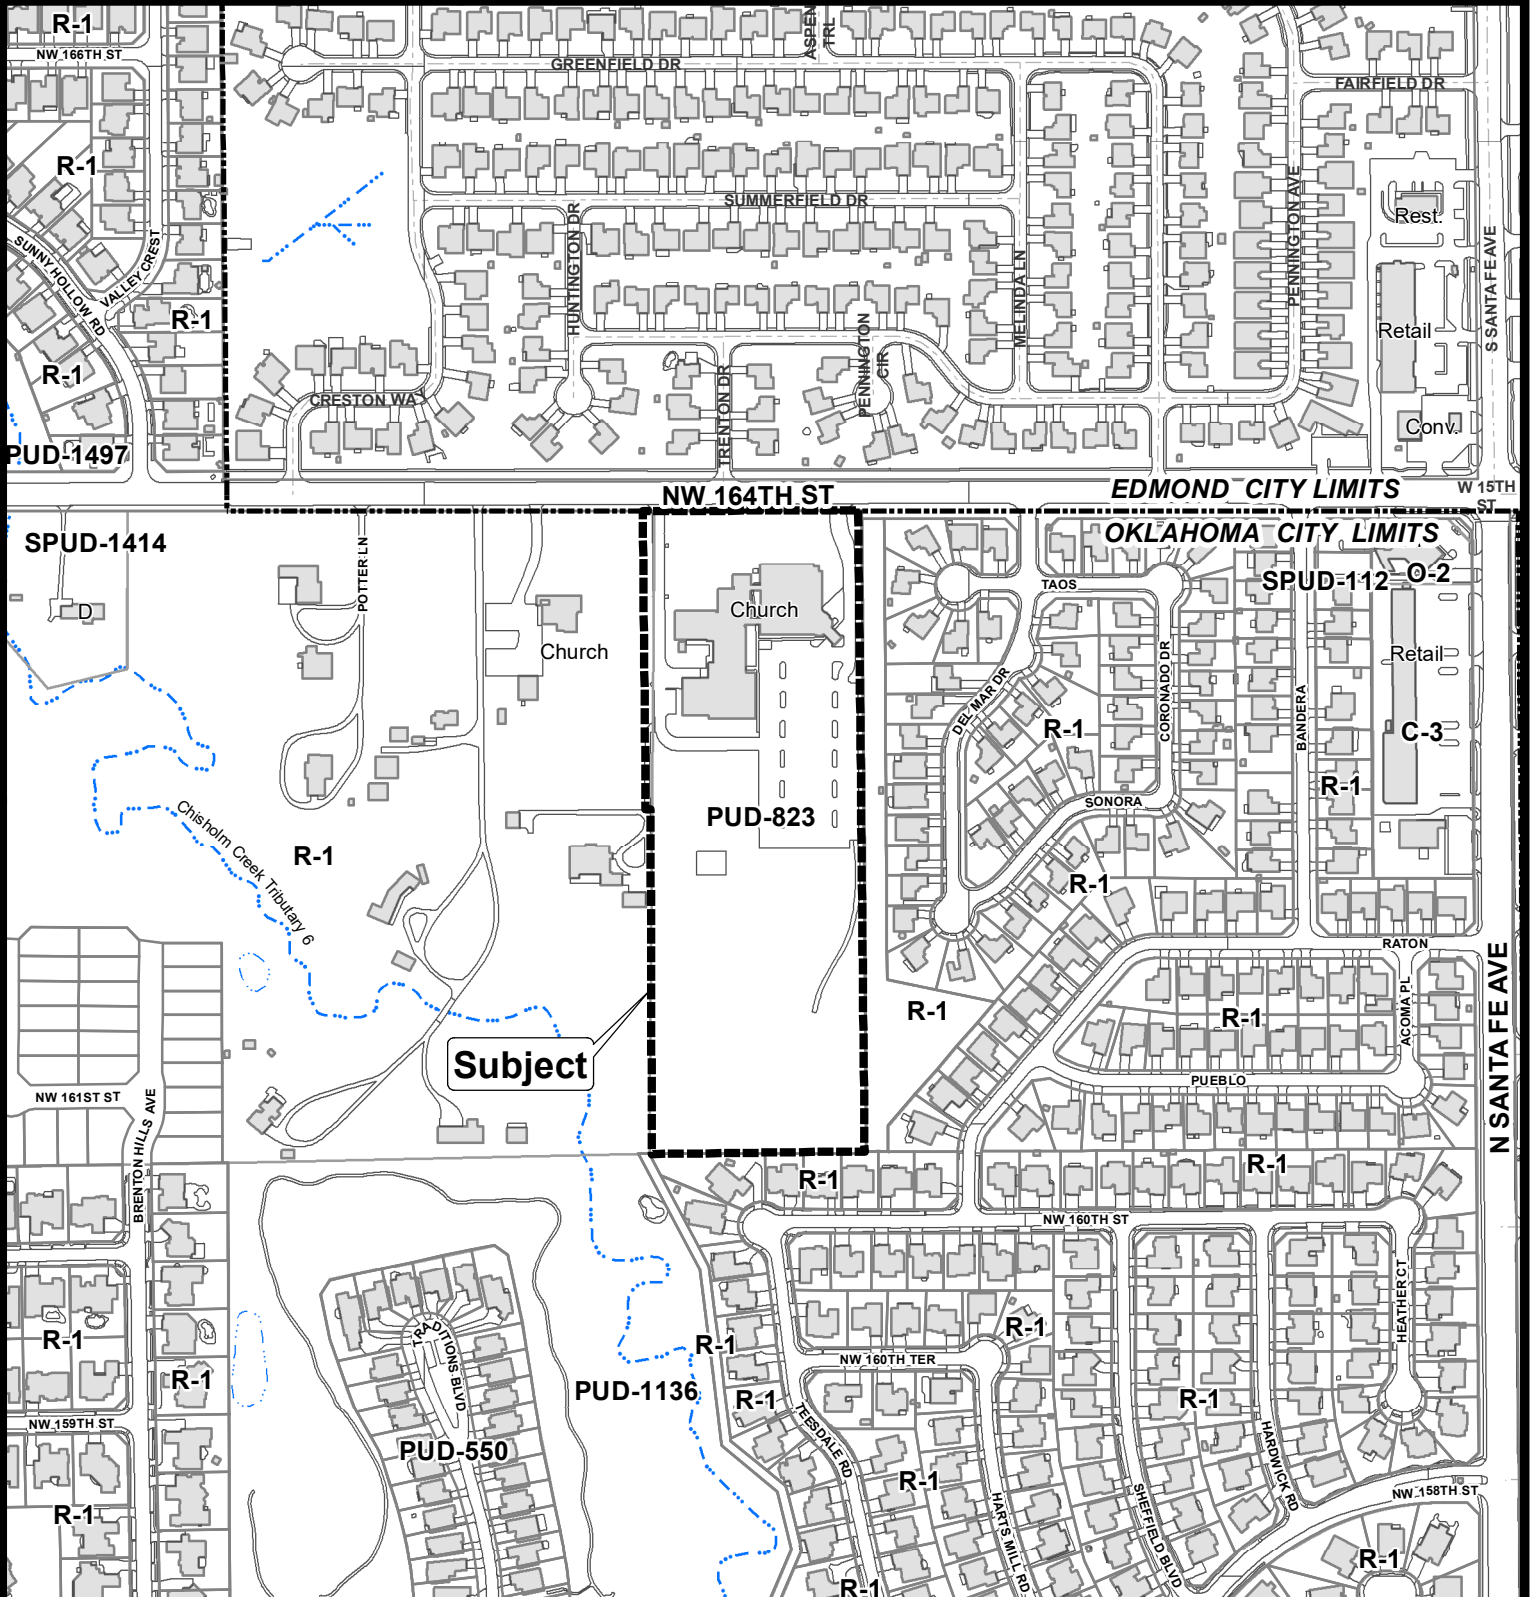 R-1
NW 166TH ST
ASPEN
TRL
GREENFIELD DR
FAIRFIELD DR
R-1
SUMMERFIELD DR
PENNINGTON AVE
Rest.
HUNTINGTON DR
SUNNY HOLLOW RD
VALLEY CREST
MELINDA LN
S SANTA FE AVE
R-1
Retail
R-1
PENNINGTON
CIR
TRENTON DR
CRESTON WA
Conv.
PUD-1497
NW 164TH ST
EDMOND CITY LIMITS
W 15TH
ST
OKLAHOMA CITY LIMITS
SPUD-1414
POTTER LN
TAOS
SPUD-112
O-2
D
Church
Church
Retail
DEL MAR DR
CORONADO DR
BANDERA
R-1
C-3
R-1
SONORA
PUD-823
Chisholm Creek Tributary 6
R-1
R-1
RATON
N SANTA FE AVE
ACOMA PL
R-1
R-1
Subject
PUEBLO
NW 161ST ST
BRENTON HILLS AVE
R-1
R-1
NW 160TH ST
HEATHER CT
TRADITIONS BLVD
R-1
R-1
R-1
NW 160TH TER
R-1
PUD-1136
R-1
R-1
NW 159TH ST
TEESDALE RD
HARDWICK RD
PUD-550
R-1
NW 158TH ST
SHEFFIELD BLVD
HARTS MILL RD
R-1
R-1
R-1